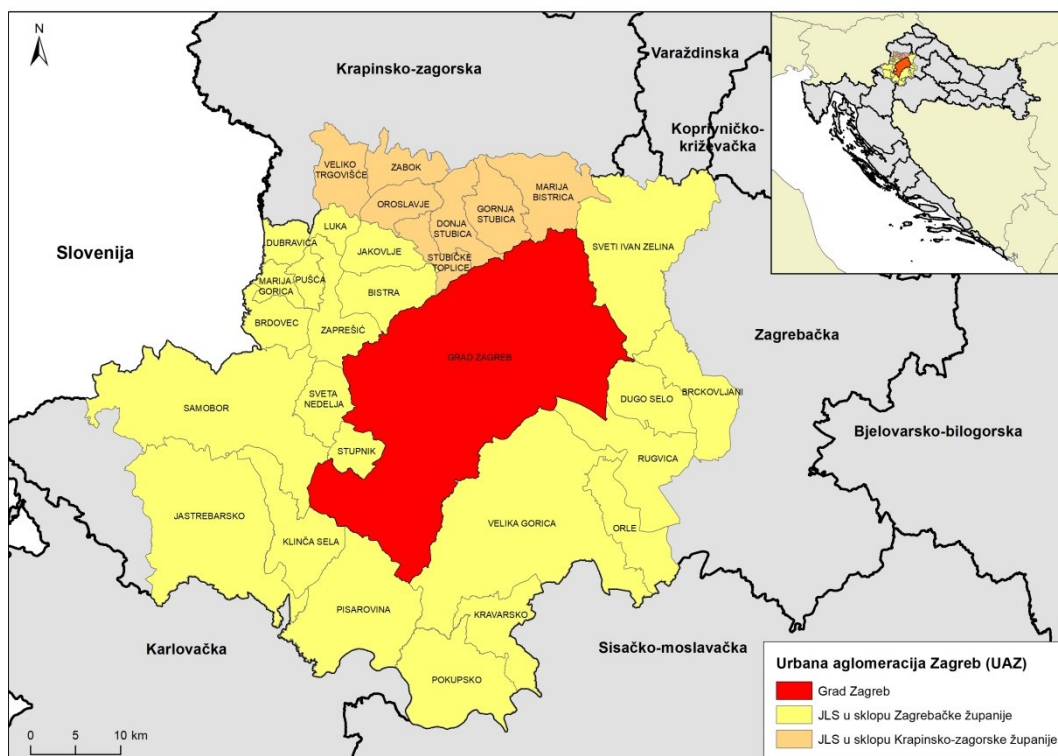 N
Krapinsko-zagorska
Varaždinska
Koprivničko-
križevačka
VELIKO
TRGOVIŠĆE
ZABOK
MARIJA
BISTRICA
OROSLAVJE
GORNJA
STUBICA
DONJA
STUBICA
LUKA
DUBRAVICA
JAKOVLJE
STUBIČKE
TOPLICE
SVETI IVAN ZELINA
Slovenija
MARIJA
GORICA
PUŠĆA
BISTRA
BRDOVEC
ZAPREŠIĆ
Zagrebačka
GRAD ZAGREB
SAMOBOR
SVETA
NEDELJA
DUGO SELO
BRCKOVLJANI
Bjelovarsko-bilogorska
STUPNIK
RUGVICA
JASTREBARSKO
KLINČA SELA
VELIKA GORICA
ORLE
PISAROVINA
KRAVARSKO
Karlovačka
Sisačko-moslavačka
POKUPSKO
0 5 10 km
Urbana aglomeracija Zagreb (UAZ)
Grad Zagreb
JLS u sklopu Zagrebačke županije
JLS u sklopu Krapinsko-zagorske županije